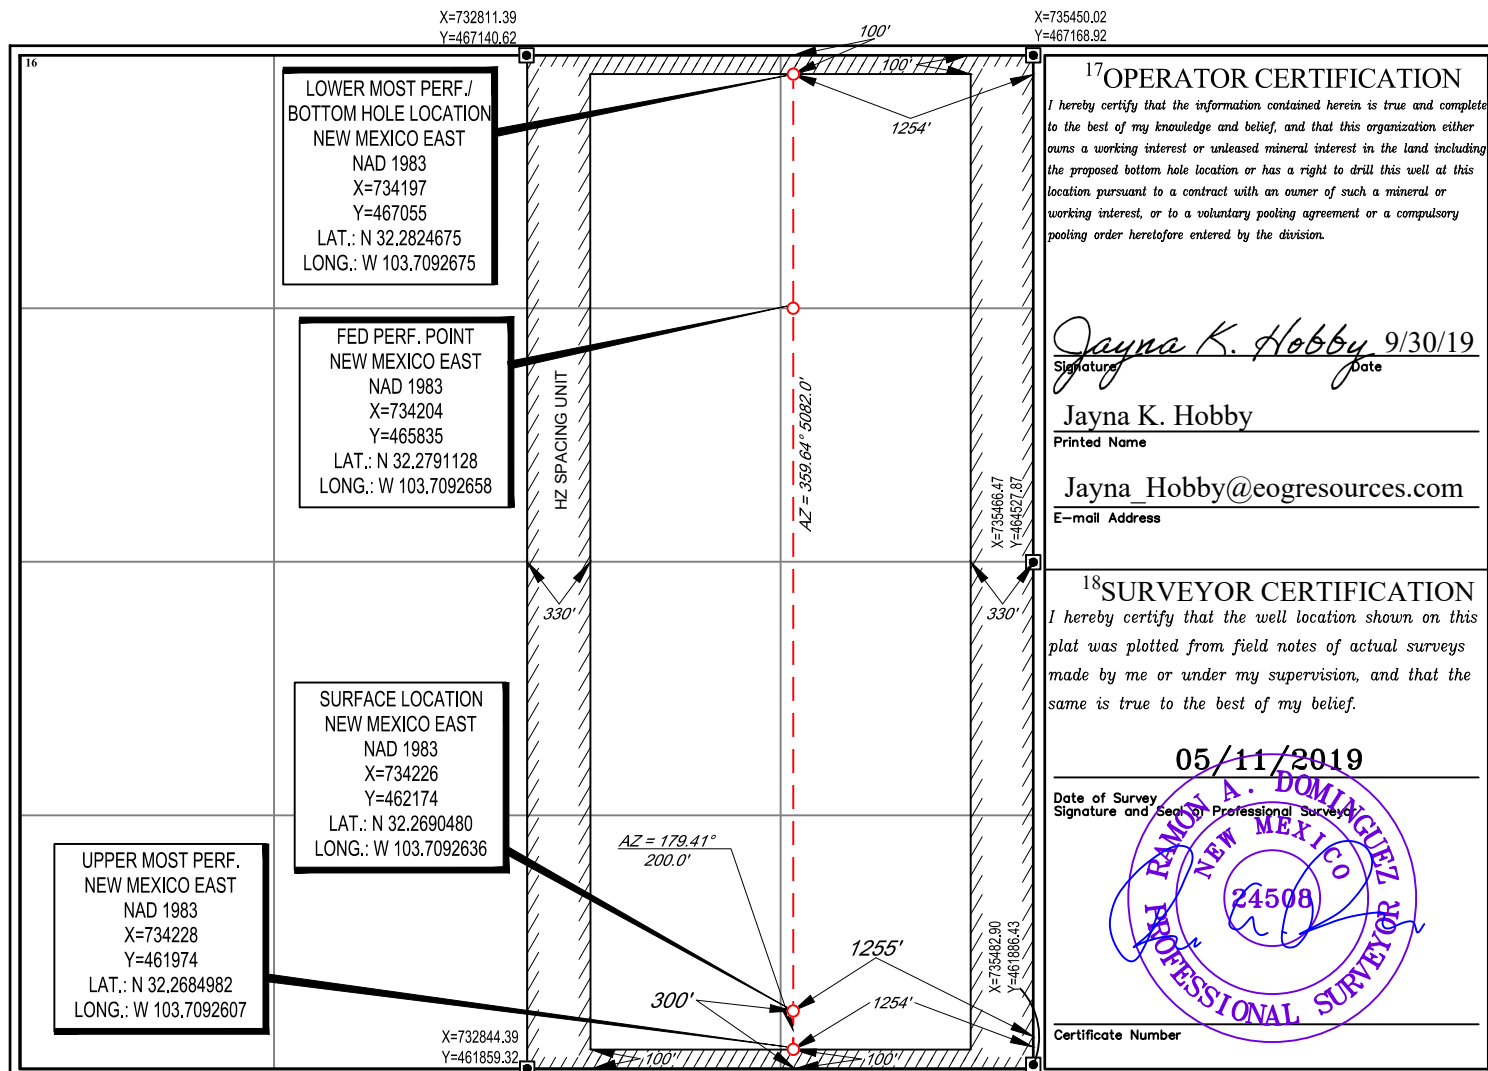 X=732811.39
Y=467140.62
X=735450.02
Y=467168.92
16
100'
100'
1254'
LOWER MOST PERF./
BOTTOM HOLE LOCATION
NEW MEXICO EAST
NAD 1983
X=734197
Y=467055
LAT.: N 32.2824675
LONG.: W 103.7092675
FED PERF. POINT
NEW MEXICO EAST
NAD 1983
X=734204
Y=465835
LAT.: N 32.2791128
LONG.: W 103.7092658
HZ SPACING UNIT
AZ = 359.64° 5082.0'
X=735466.47
Y=464527.87
330'
330'
SURFACE LOCATION
NEW MEXICO EAST
NAD 1983
X=734226
Y=462174
LAT.: N 32.2690480
LONG.: W 103.7092636
AZ = 179.41°
200.0'
UPPER MOST PERF.
NEW MEXICO EAST
NAD 1983
X=734228
Y=461974
LAT.: N 32.2684982
LONG.: W 103.7092607
1255'
300'
1254'
X=735482.90
Y=461886.43
X=732844.39
Y=461859.32
100'
100'
17 OPERATOR CERTIFICATION
I hereby certify that the information contained herein is true and complete
to the best of my knowledge and belief, and that this organization either
owns a working interest or unleased mineral interest in the land including
the proposed bottom hole location or has a right to drill this well at this
location pursuant to a contract with an owner of such a mineral or
working interest, or to a voluntary pooling agreement or a compulsory
pooling order heretofore entered by the division.
Jayna K. Hobby 9/30/19
Signature Date
Jayna K. Hobby
Printed Name
Jayna_Hobby@eogresources.com
E-mail Address
18 SURVEYOR CERTIFICATION
I hereby certify that the well location shown on this
plat was plotted from field notes of actual surveys
made by me or under my supervision, and that the
same is true to the best of my belief.
05/11/2019
Date of Survey
Signature and Seal of Professional Surveyor
RAMON A. DOMINGUEZ
NEW MEXICO
24508
PROFESSIONAL SURVEYOR
Certificate Number